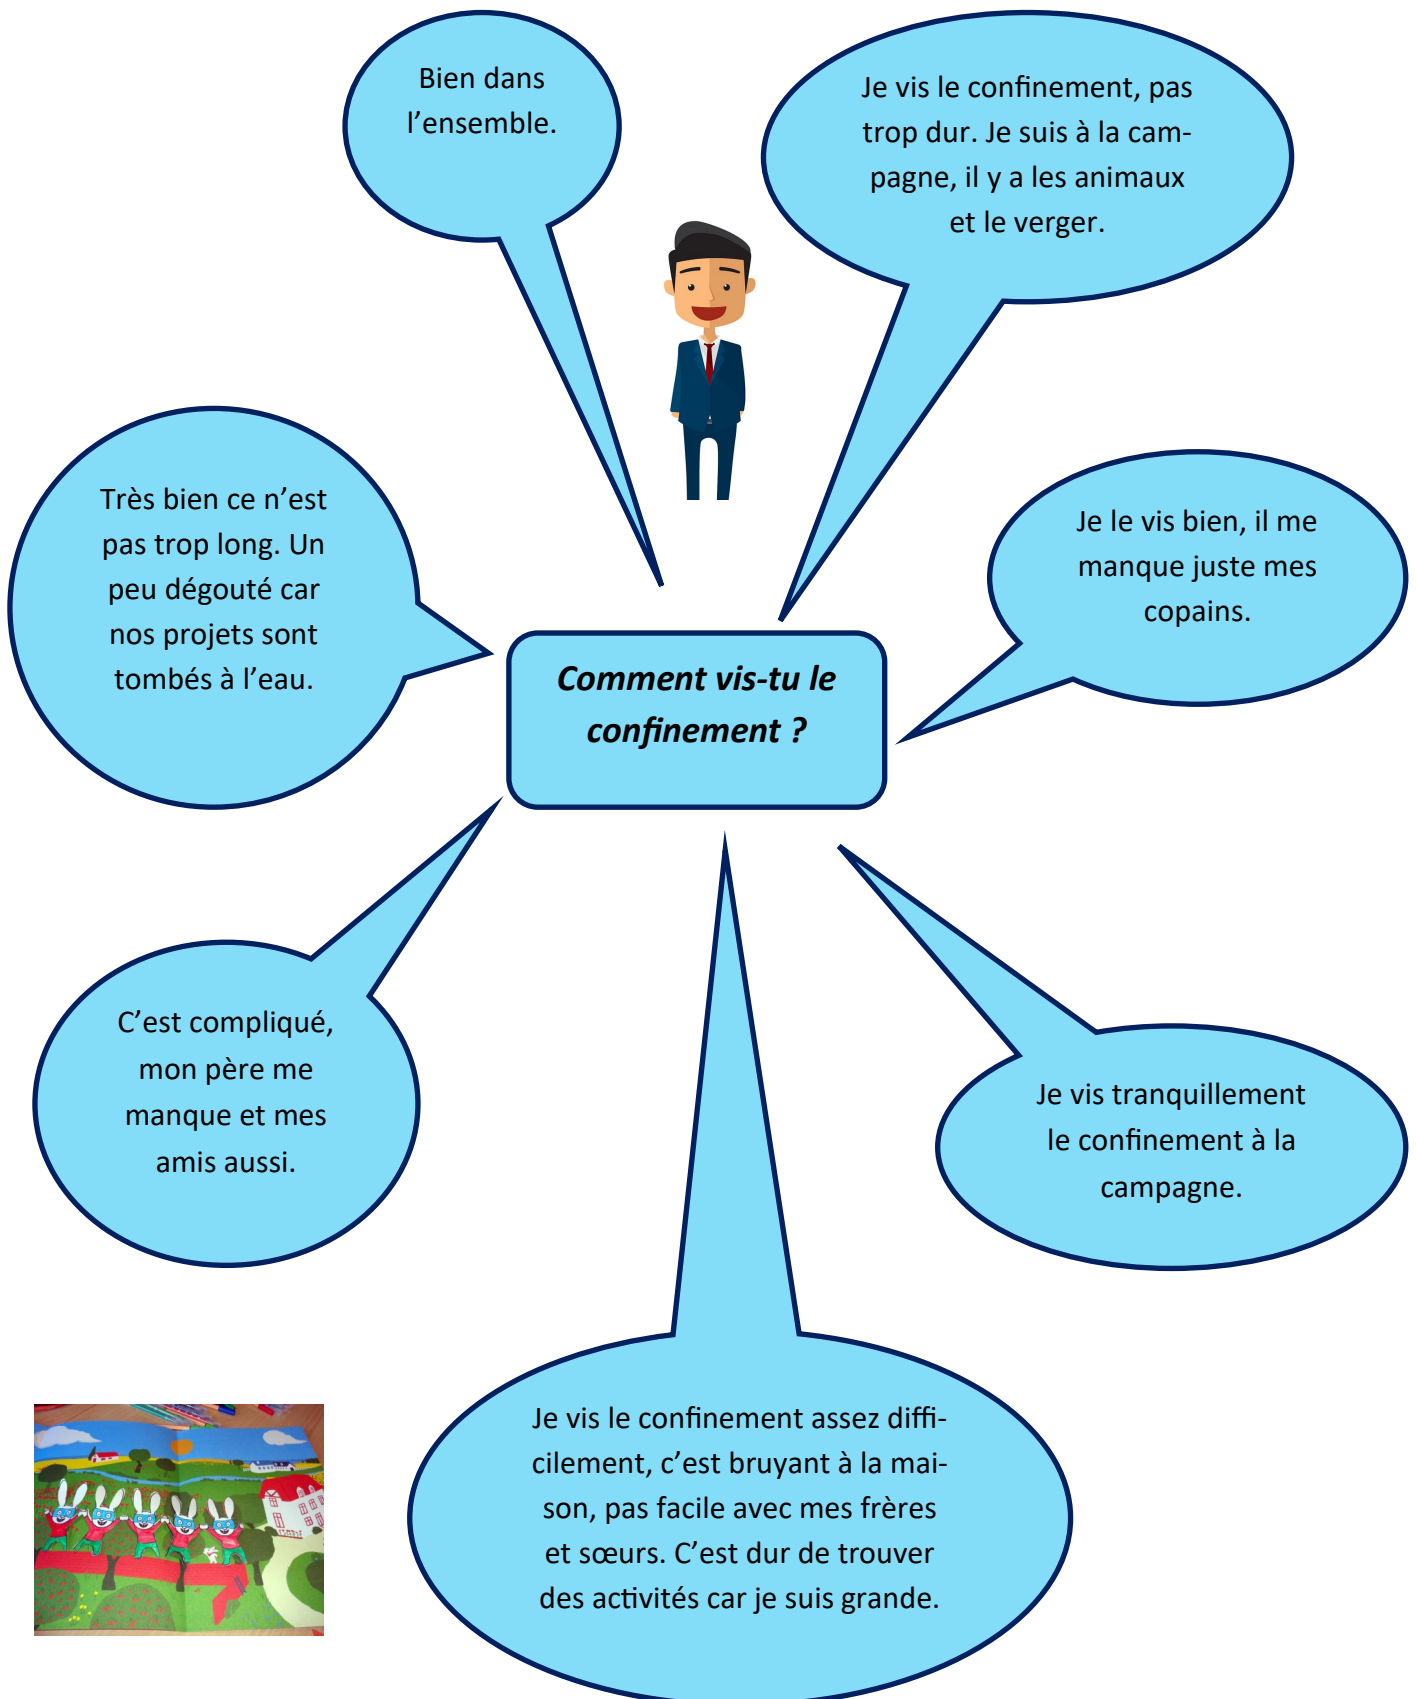 Bien dans
l’ensemble.
Je vis le confinement, pas
trop dur. Je suis à la cam-
pagne, il y a les animaux
et le verger.
Très bien ce n’est
pas trop long. Un
peu dégouté car
nos projets sont
tombés à l’eau.
Je le vis bien, il me
manque juste mes
copains.
Comment vis-tu le
confinement ?
C’est compliqué,
mon père me
manque et mes
amis aussi.
Je vis tranquillement
le confinement à la
campagne.
Je vis le confinement assez diffi-
cilement, c’est bruyant à la mai-
son, pas facile avec mes frères
et sœurs. C’est dur de trouver
des activités car je suis grande.